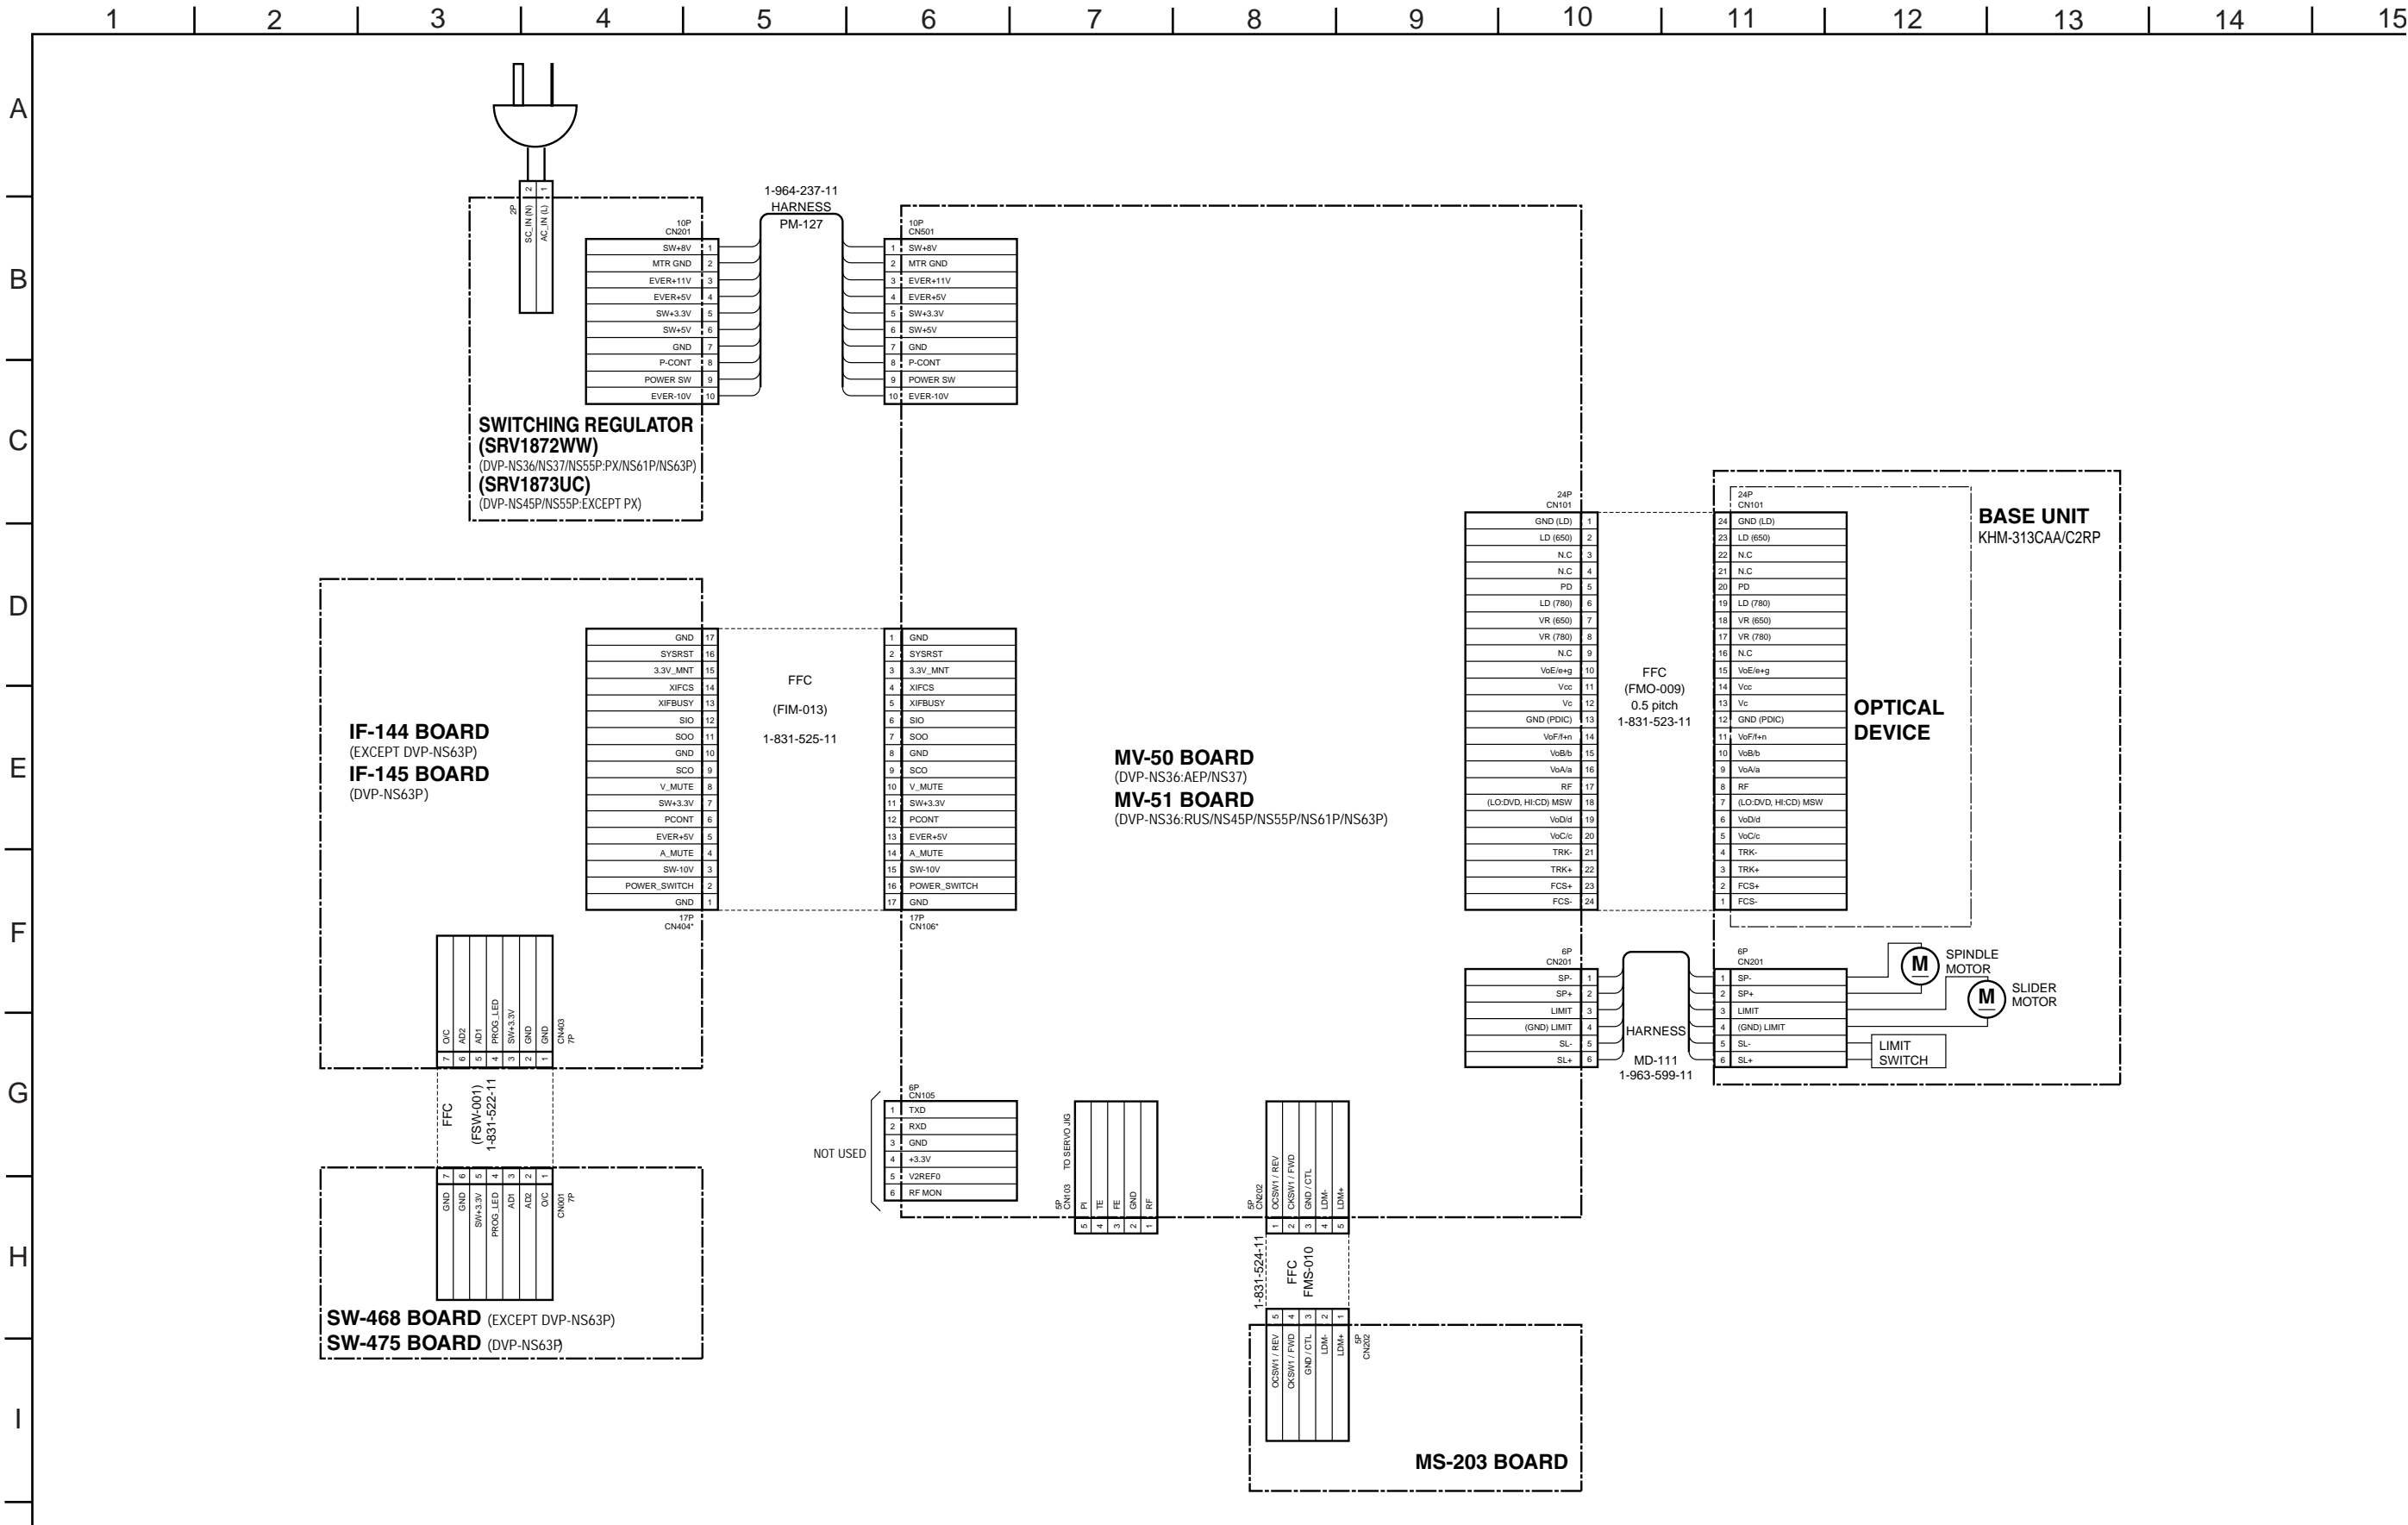 1 2 3 4 5 6 7 8 9 10 11 12 13 14 15
A
B
C
D
E
F
G
H
I
2P
SC_IN (N) 2
AC_IN (L) 1
10P
CN201
SW+8V 1
MTR GND 2
EVER+11V 3
EVER+5V 4
SW+3.3V 5
SW+5V 6
GND 7
P-CONT 8
POWER SW 9
EVER-10V 10
1-964-237-11
HARNESS
PM-127
10P
CN501
1 SW+8V
2 MTR GND
3 EVER+11V
4 EVER+5V
5 SW+3.3V
6 SW+5V
7 GND
8 P-CONT
9 POWER SW
10 EVER-10V
SWITCHING REGULATOR
(SRV1872WW)
(DVP-NS36/NS37/NS55P:PX/NS61P/NS63P)
(SRV1873UC)
(DVP-NS45P/NS55P:EXCEPT PX)
GND 17
SYSRST 16
3.3V_MNT 15
XIFCS 14
XIFBUSY 13
SIO 12
SOO 11
GND 10
SCO 9
V_MUTE 8
SW+3.3V 7
PCONT 6
EVER+5V 5
A_MUTE 4
SW-10V 3
POWER_SWITCH 2
GND 1
17P
CN404*
FFC
(FIM-013)
1-831-525-11
1 GND
2 SYSRST
3 3.3V_MNT
4 XIFCS
5 XIFBUSY
6 SIO
7 SOO
8 GND
9 SCO
10 V_MUTE
11 SW+3.3V
12 PCONT
13 EVER+5V
14 A_MUTE
15 SW-10V
16 POWER_SWITCH
17 GND
17P
CN106*
IF-144 BOARD
(EXCEPT DVP-NS63P)
IF-145 BOARD
(DVP-NS63P)
MV-50 BOARD
(DVP-NS36:AEP/NS37)
MV-51 BOARD
(DVP-NS36:RUS/NS45P/NS55P/NS61P/NS63P)
24P
CN101
GND (LD) 1
LD (650) 2
N.C 3
N.C 4
PD 5
LD (780) 6
VR (650) 7
VR (780) 8
N.C 9
VoE/e+g 10
Vcc 11
Vc 12
GND (PDIC) 13
VoF/f+n 14
VoB/b 15
VoA/a 16
RF 17
(LO:DVD, HI:CD) MSW 18
VoD/d 19
VoC/c 20
TRK- 21
TRK+ 22
FCS+ 23
FCS- 24
FFC
(FMO-009)
0.5 pitch
1-831-523-11
24P
CN101
24 GND (LD)
23 LD (650)
22 N.C
21 N.C
20 PD
19 LD (780)
18 VR (650)
17 VR (780)
16 N.C
15 VoE/e+g
14 Vcc
13 Vc
12 GND (PDIC)
11 VoF/f+n
10 VoB/b
9 VoA/a
8 RF
7 (LO:DVD, HI:CD) MSW
6 VoD/d
5 VoC/c
4 TRK-
3 TRK+
2 FCS+
1 FCS-
BASE UNIT
KHM-313CAA/C2RP
OPTICAL
DEVICE
6P
CN201
SP- 1
SP+ 2
LIMIT 3
(GND) LIMIT 4
SL- 5
SL+ 6
HARNESS
MD-111
1-963-599-11
6P
CN201
1 SP-
2 SP+
3 LIMIT
4 (GND) LIMIT
5 SL-
6 SL+
M
SPINDLE
MOTOR
M
SLIDER
MOTOR
LIMIT
SWITCH
7 O/C
6 AD2
5 AD1
4 PROG_LED
3 SW+3.3V
2 GND
1 GND
CN403
7P
FFC
(FSW-001)
1-831-522-11
GND 7
GND 6
SW+3.3V 5
PROG_LED 4
AD1 3
AD2 2
O/C 1
CN001
7P
SW-468 BOARD (EXCEPT DVP-NS63P)
SW-475 BOARD (DVP-NS63P)
NOT USED
6P
CN105
1 TXD
2 RXD
3 GND
4 +3.3V
5 V2REF0
6 RF MON
5P
CN103 TO SERVO JIG
5 PI
4 TE
3 FE
2 GND
1 RF
5P
CN202
1 OCSW1 / REV
2 CKSW1 / FWD
3 GND / CTL
4 LDM-
5 LDM+
1-831-524-11
FFC
FMS-010
OCSW1 / REV 5
CKSW1 / FWD 4
GND / CTL 3
LDM- 2
LDM+ 1
5P
CN202
MS-203 BOARD